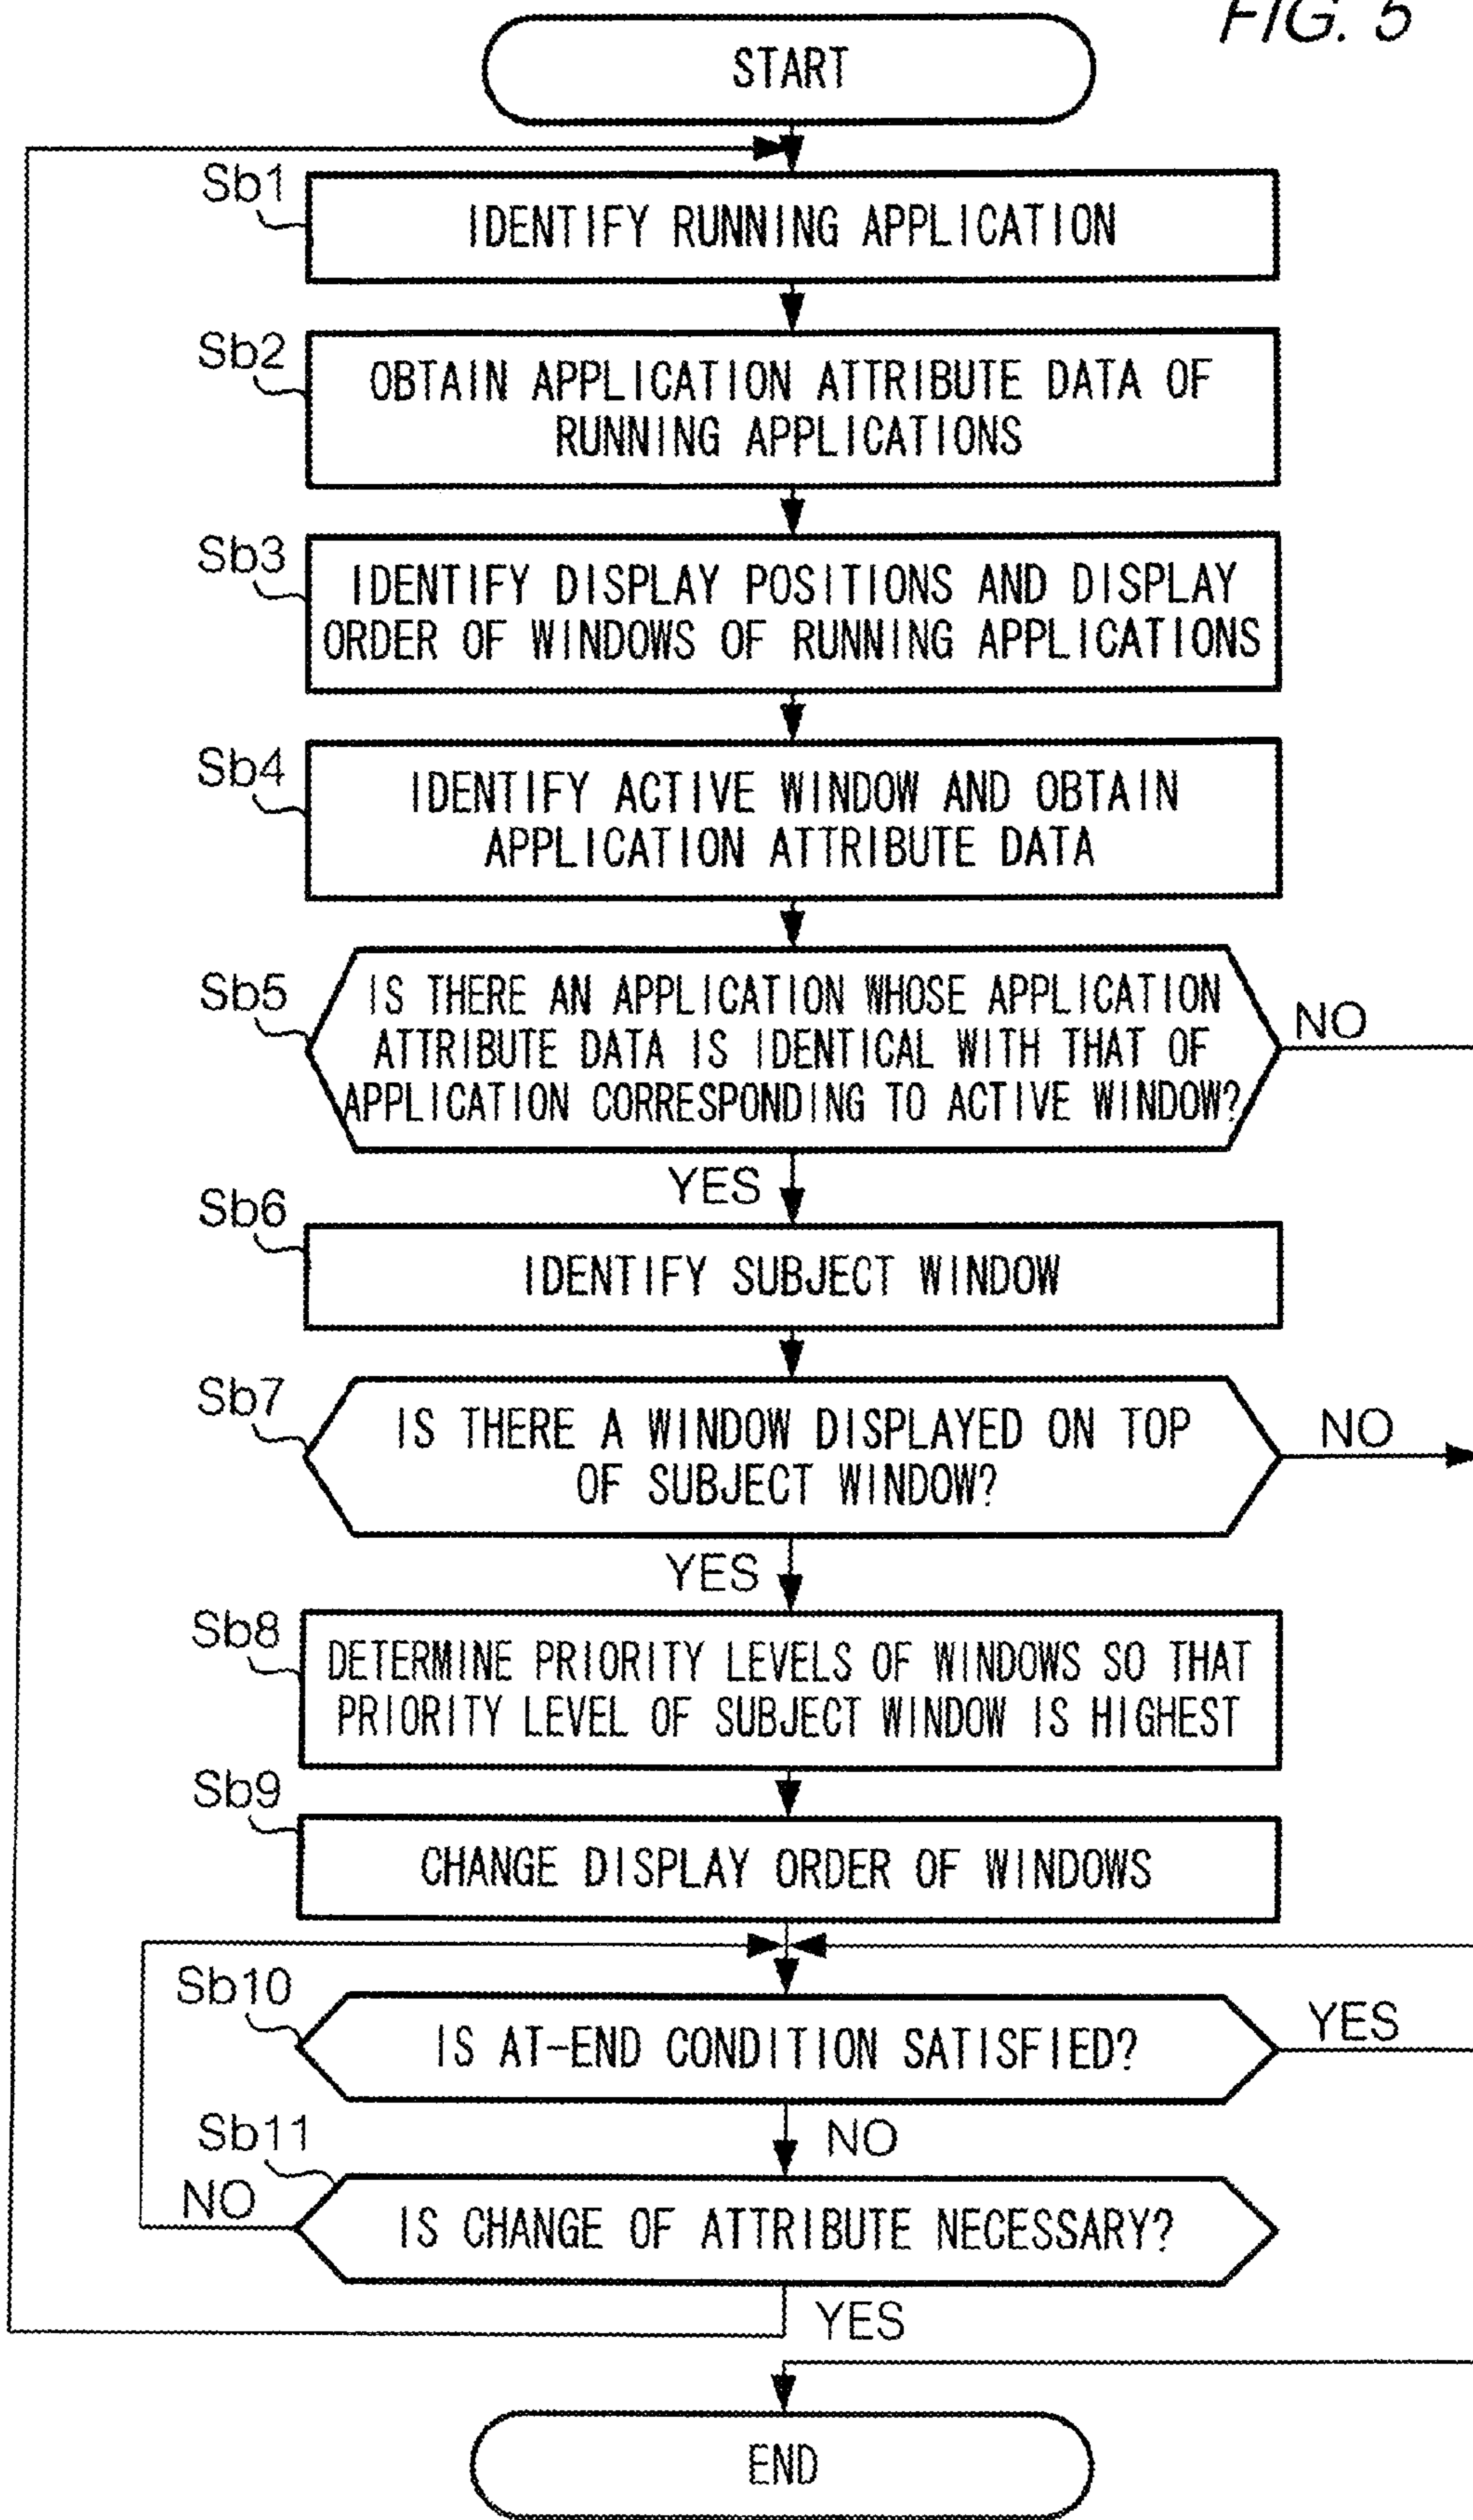 FIG. 5
START
Sb1
IDENTIFY RUNNING APPLICATION
Sb2
OBTAIN APPLICATION ATTRIBUTE DATA OF
RUNNING APPLICATIONS
Sb3
IDENTIFY DISPLAY POSITIONS AND DISPLAY
ORDER OF WINDOWS OF RUNNING APPLICATIONS
Sb4
IDENTIFY ACTIVE WINDOW AND OBTAIN
APPLICATION ATTRIBUTE DATA
Sb5
IS THERE AN APPLICATION WHOSE APPLICATION
ATTRIBUTE DATA IS IDENTICAL WITH THAT OF
APPLICATION CORRESPONDING TO ACTIVE WINDOW?
NO
YES
Sb6
IDENTIFY SUBJECT WINDOW
Sb7
IS THERE A WINDOW DISPLAYED ON TOP
OF SUBJECT WINDOW?
NO
YES
Sb8
DETERMINE PRIORITY LEVELS OF WINDOWS SO THAT
PRIORITY LEVEL OF SUBJECT WINDOW IS HIGHEST
Sb9
CHANGE DISPLAY ORDER OF WINDOWS
Sb10
IS AT-END CONDITION SATISFIED?
YES
NO
Sb11
NO
IS CHANGE OF ATTRIBUTE NECESSARY?
YES
END